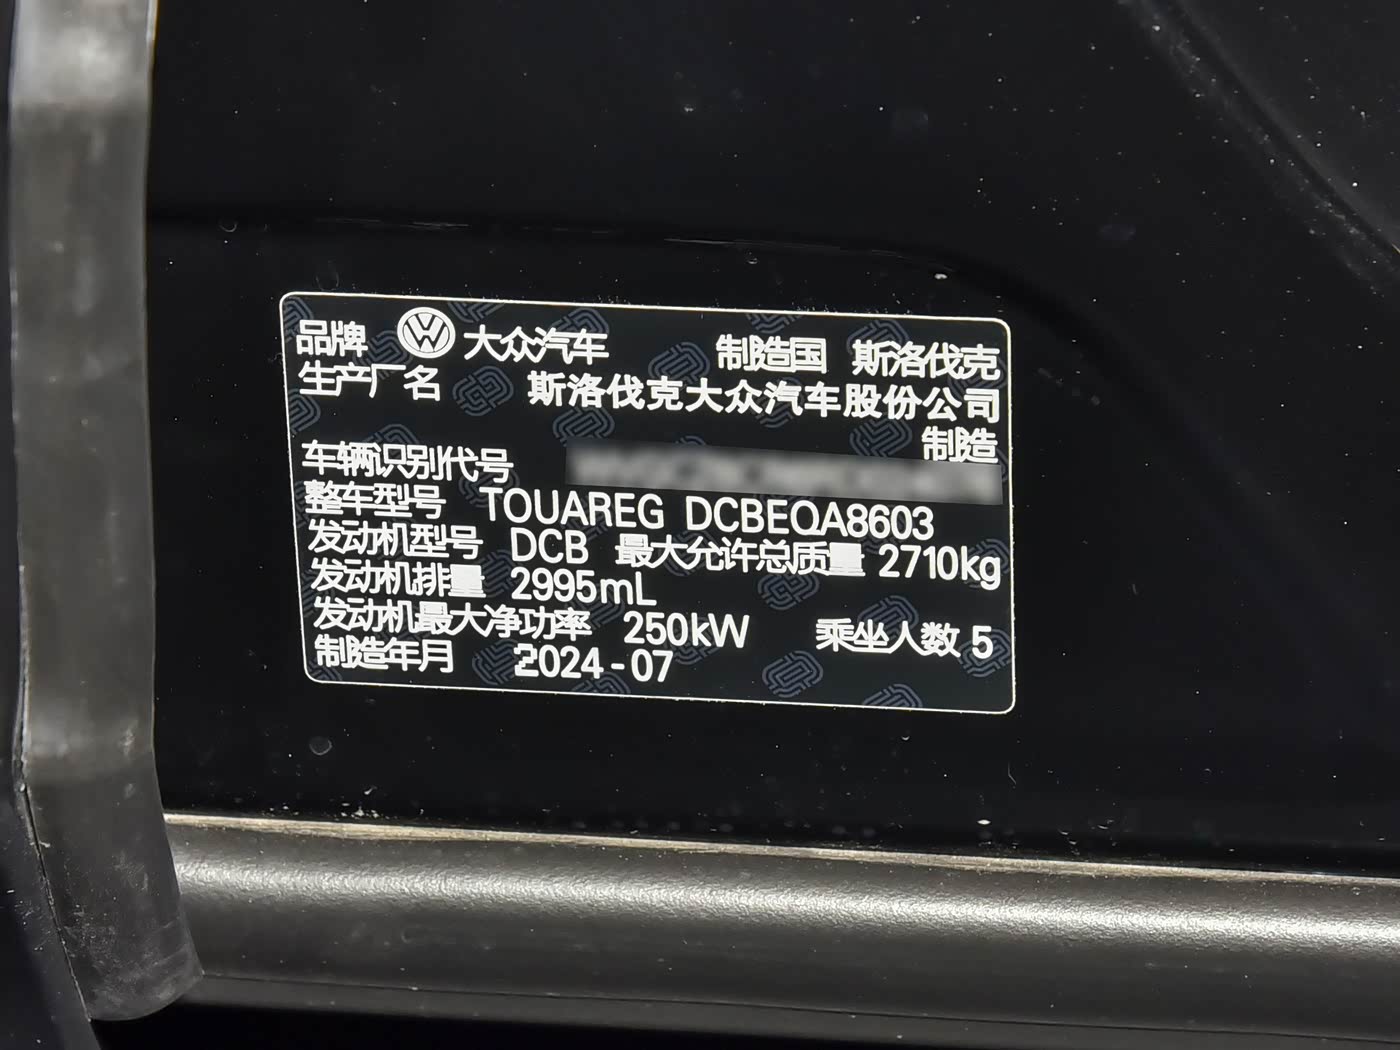 品牌 大众汽车 制造国 斯洛伐克
生产厂名 斯洛伐克大众汽车股份公司
制造
车辆识别代号
整车型号 TOUAREG DCBEQA8603
发动机型号 DCB 最大允许总质量 2710kg
发动机排量 2995mL
发动机最大净功率 250kW 乘坐人数 5
制造年月 2024-07